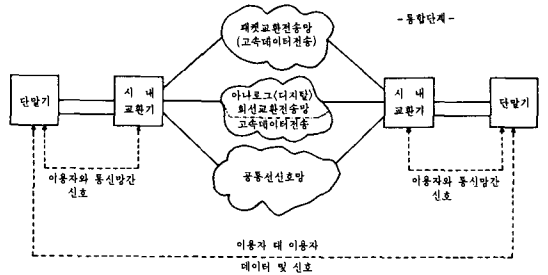 패켓교환전송망
(고속데이터전송)
-통합단계-
단말기
시 내
교환기
아나로그(디지탈)
회선교환전송망
고속데이터전송
시 내
교환기
단말기
공통선신호망
이용자와 통신망간
신호
이용자와 통신망간
신호
이용자 대 이용자
데이터 및 신호